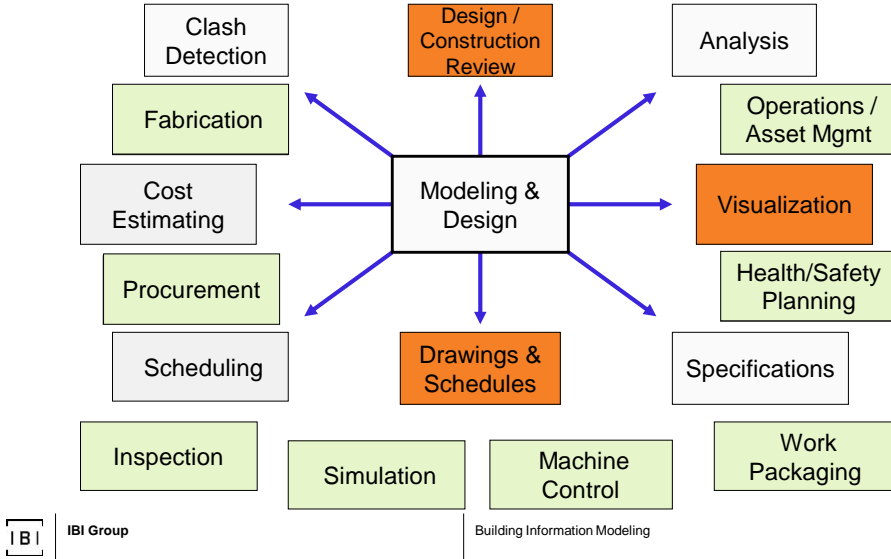 Clash
Detection
Design /
Construction
Review
Analysis
Fabrication
Operations /
Asset Mgmt
Cost
Estimating
Modeling &
Design
Visualization
Procurement
Health/Safety
Planning
Scheduling
Drawings &
Schedules
Specifications
Inspection
Simulation
Machine
Control
Work
Packaging
IBI
IBI Group
Building Information Modeling